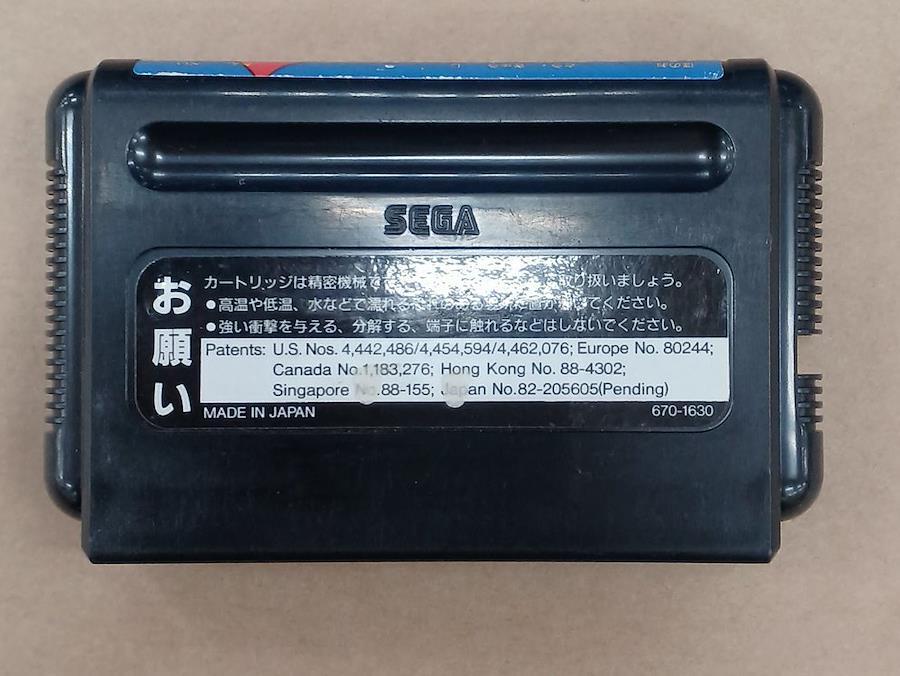 SEGA
お願い
カートリッジは精密機械で 取り扱いましょう。
●高温や低温、水などで濡れる てください。
●強い衝撃を与える、分解する、端子に触れるなどはしないでください。
Patents: U.S. Nos. 4,442,486/4,454,594/4,462,076; Europe No. 80244;
Canada No.1,183,276; Hong Kong No. 88-4302;
Singapore No.88-155; Japan No.82-205605(Pending)
MADE IN JAPAN 670-1630